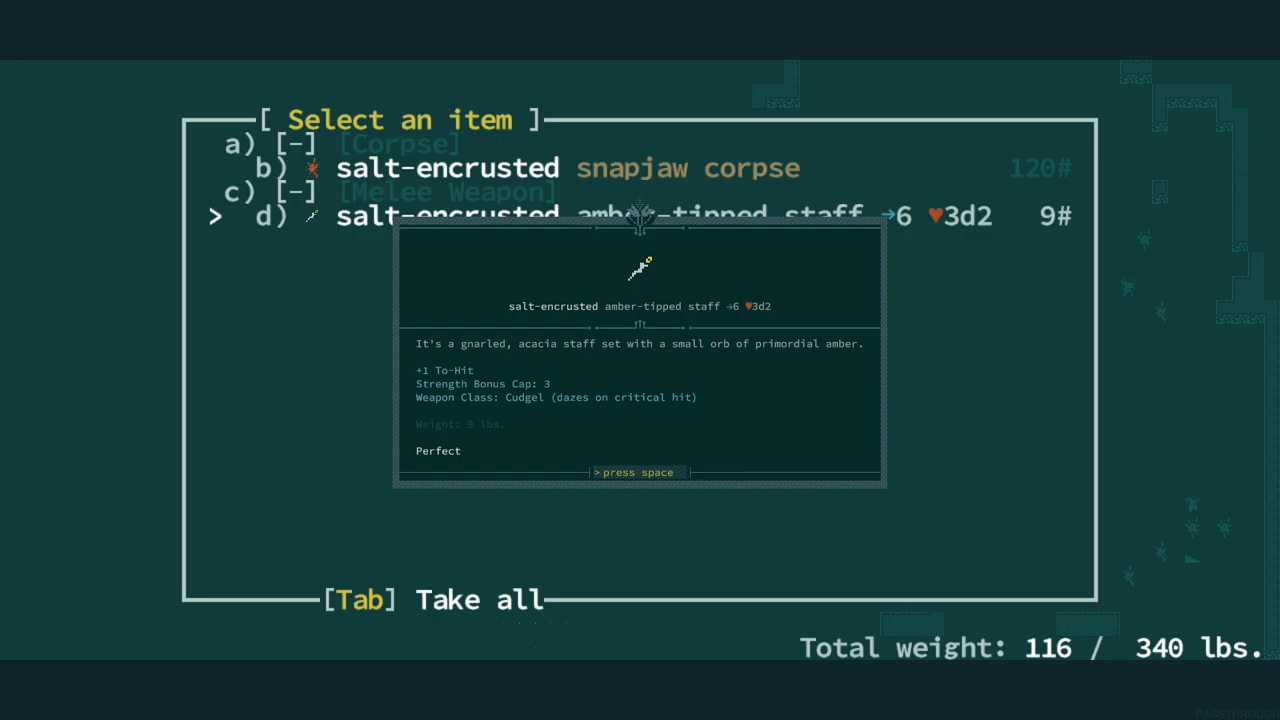 [ Select an item ]
a) [-] [Corpse]
b) salt-encrusted snapjaw corpse 120#
c) [-] [Melee Weapon]
> d) salt-encrusted amber-tipped staff →6 ♥3d2 9#
salt-encrusted amber-tipped staff →6 ♥3d2
It's a gnarled, acacia staff set with a small orb of primordial amber.
+1 To-Hit
Strength Bonus Cap: 3
Weapon Class: Cudgel (dazes on critical hit)
Weight: 9 lbs.
Perfect
> press space
[Tab] Take all
Total weight: 116 / 340 lbs.
PASSTHROUGH